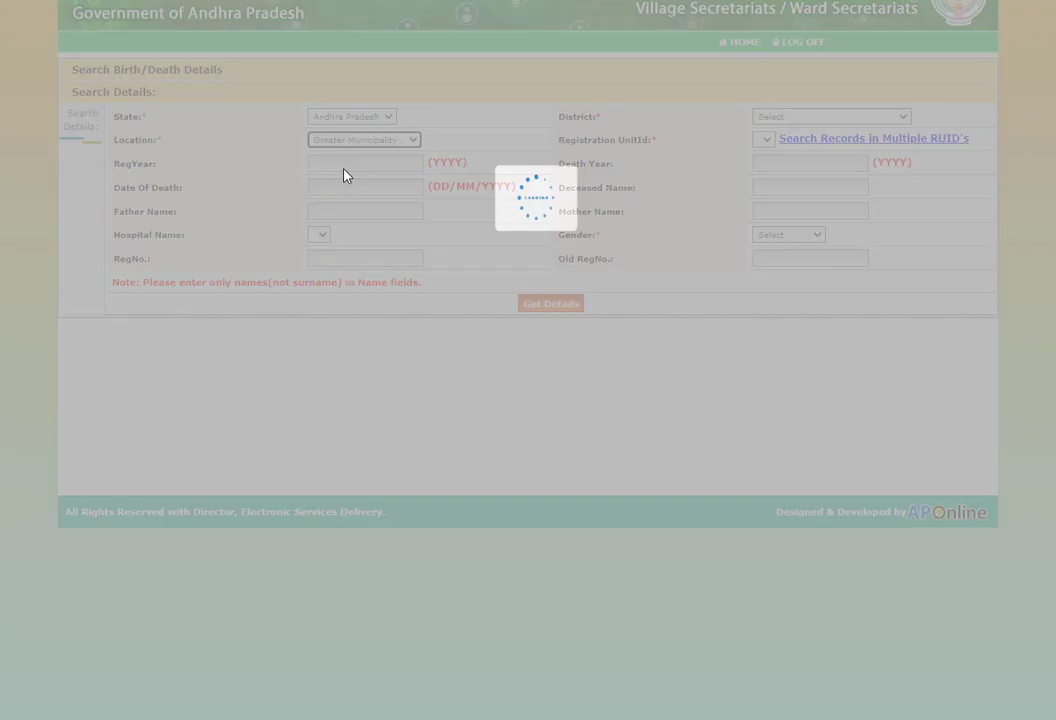 Government of Andhra Pradesh
Village Secretariats / Ward Secretariats
HOME LOG OFF
Search Birth/Death Details
Search Details:
Search Details:
State:* Andhra Pradesh District:* Select
Location:* Greater Municipality Registration UnitId:* Search Records in Multiple RUID's
RegYear: (YYYY) Death Year: (YYYY)
Date Of Death: (DD/MM/YYYY) Deceased Name:
LOADING
Father Name: Mother Name:
Hospital Name: Gender:* Select
RegNo.: Old RegNo.:
Note: Please enter only names(not surname) in Name fields.
Get Details
All Rights Reserved with Director, Electronic Services Delivery. Designed & Developed by APOnline